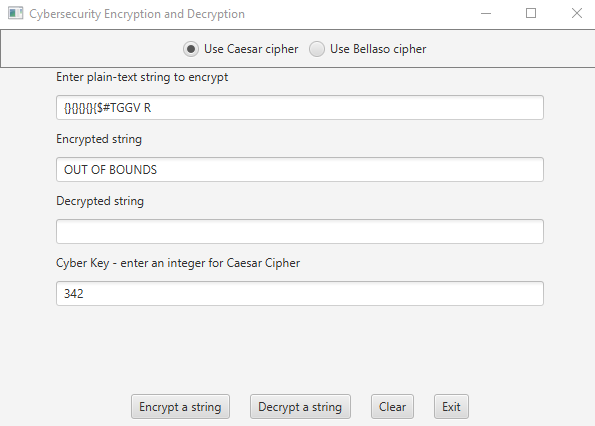 Cybersecurity Encryption and Decryption
Use Caesar cipher Use Bellaso cipher
Enter plain-text string to encrypt
{}{}{}{}{$#TGGV R
Encrypted string
OUT OF BOUNDS
Decrypted string
Cyber Key - enter an integer for Caesar Cipher
342
Encrypt a string Decrypt a string Clear Exit